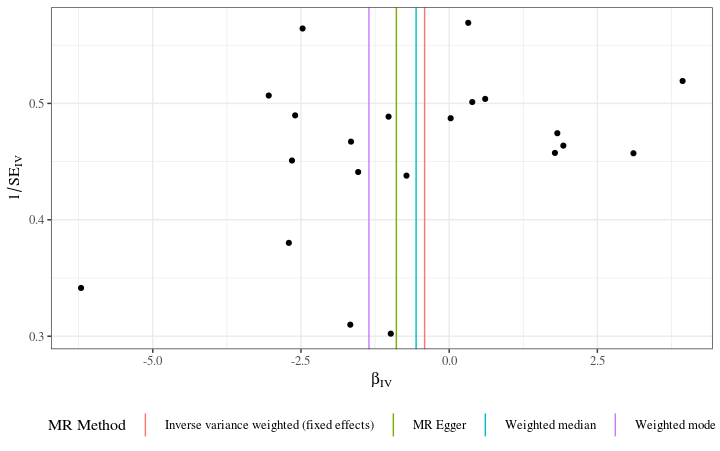 0.5
0.4
0.3
1/SE_IV
-5.0 -2.5 0.0 2.5
β_IV
MR Method Inverse variance weighted (fixed effects) MR Egger Weighted median Weighted mode